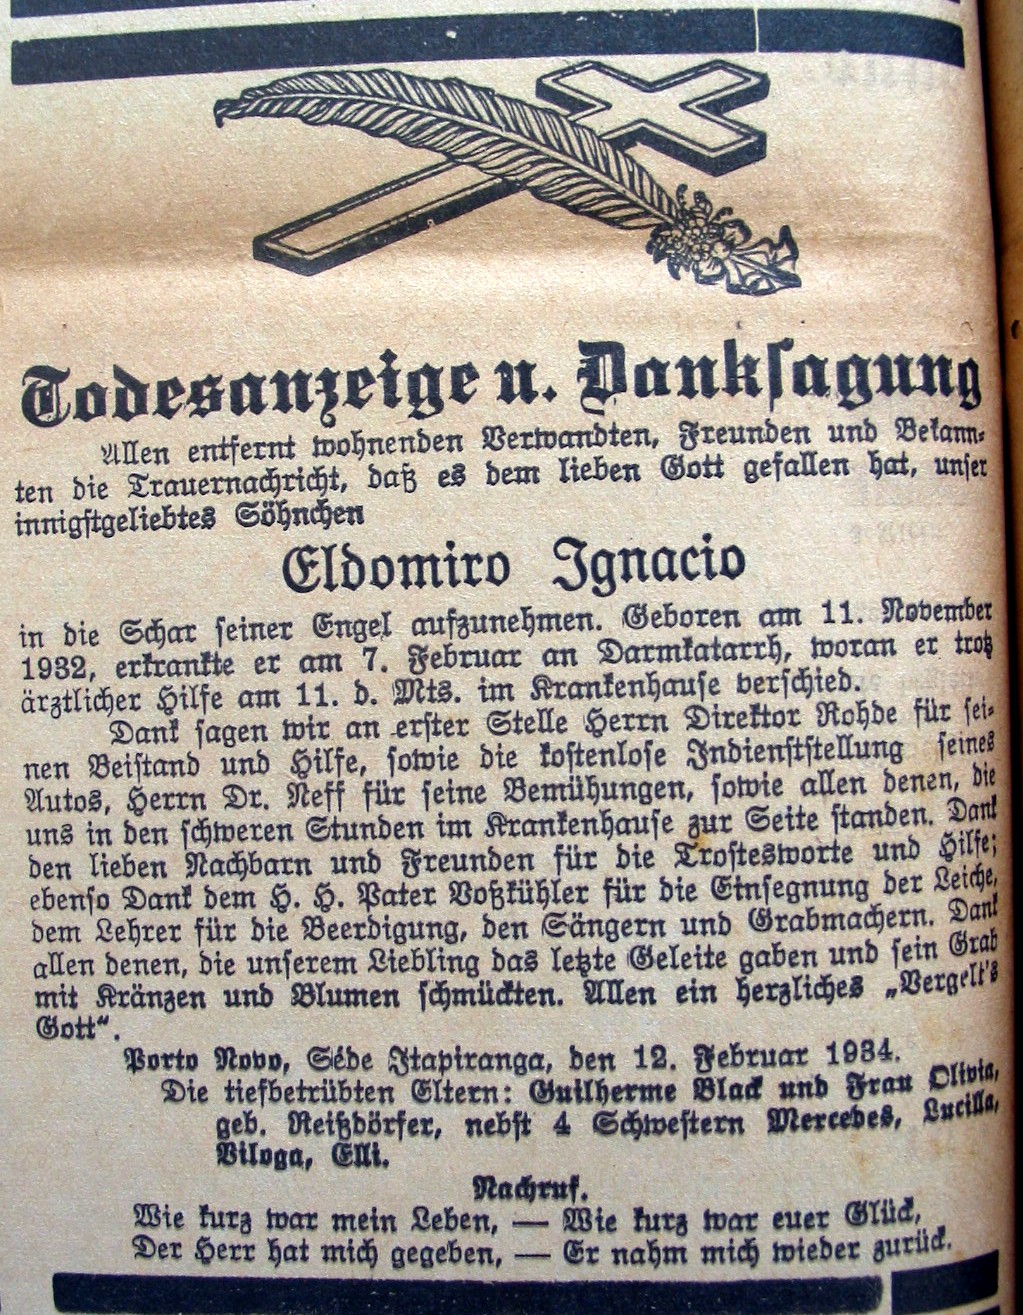 Todesanzeige u. Danksagung
Allen entfernt wohnenden Verwandten, Freunden und Bekann-
ten die Trauernachricht, daß es dem lieben Gott gefallen hat, unser
innigstgeliebtes Söhnchen
Eldomiro Ignacio
in die Schar seiner Engel aufzunehmen. Geboren am 11. November
1932, erkrankte er am 7. Februar an Darmkatarrh, woran er trotz
ärztlicher Hilfe am 11. d. Mts. im Krankenhause verschied.
Dank sagen wir an erster Stelle Herrn Direktor Rohde für sei-
nen Beistand und Hilfe, sowie die kostenlose Indienststellung seines
Autos, Herrn Dr. Neff für seine Bemühungen, sowie allen denen, die
uns in den schweren Stunden im Krankenhause zur Seite standen. Dank
den lieben Nachbarn und Freunden für die Trostesworte und Hilfe;
ebenso Dank dem H. H. Pater Voßkühler für die Einsegnung der Leiche,
dem Lehrer für die Beerdigung, den Sängern und Grabmachern. Dank
allen denen, die unserem Liebling das letzte Geleite gaben und sein Grab
mit Kränzen und Blumen schmückten. Allen ein herzliches „Vergelt's
Gott“.
Porto Novo, Séde Itapiranga, den 12. Februar 1934.
Die tiefbetrübten Eltern: Guilherme Black und Frau Olivia,
geb. Reißdörfer, nebst 4 Schwestern Mercedes, Lucilla,
Viloga, Elli.
Nachruf.
Wie kurz war mein Leben, — Wie kurz war euer Glück,
Der Herr hat mich gegeben, — Er nahm mich wieder zurück.